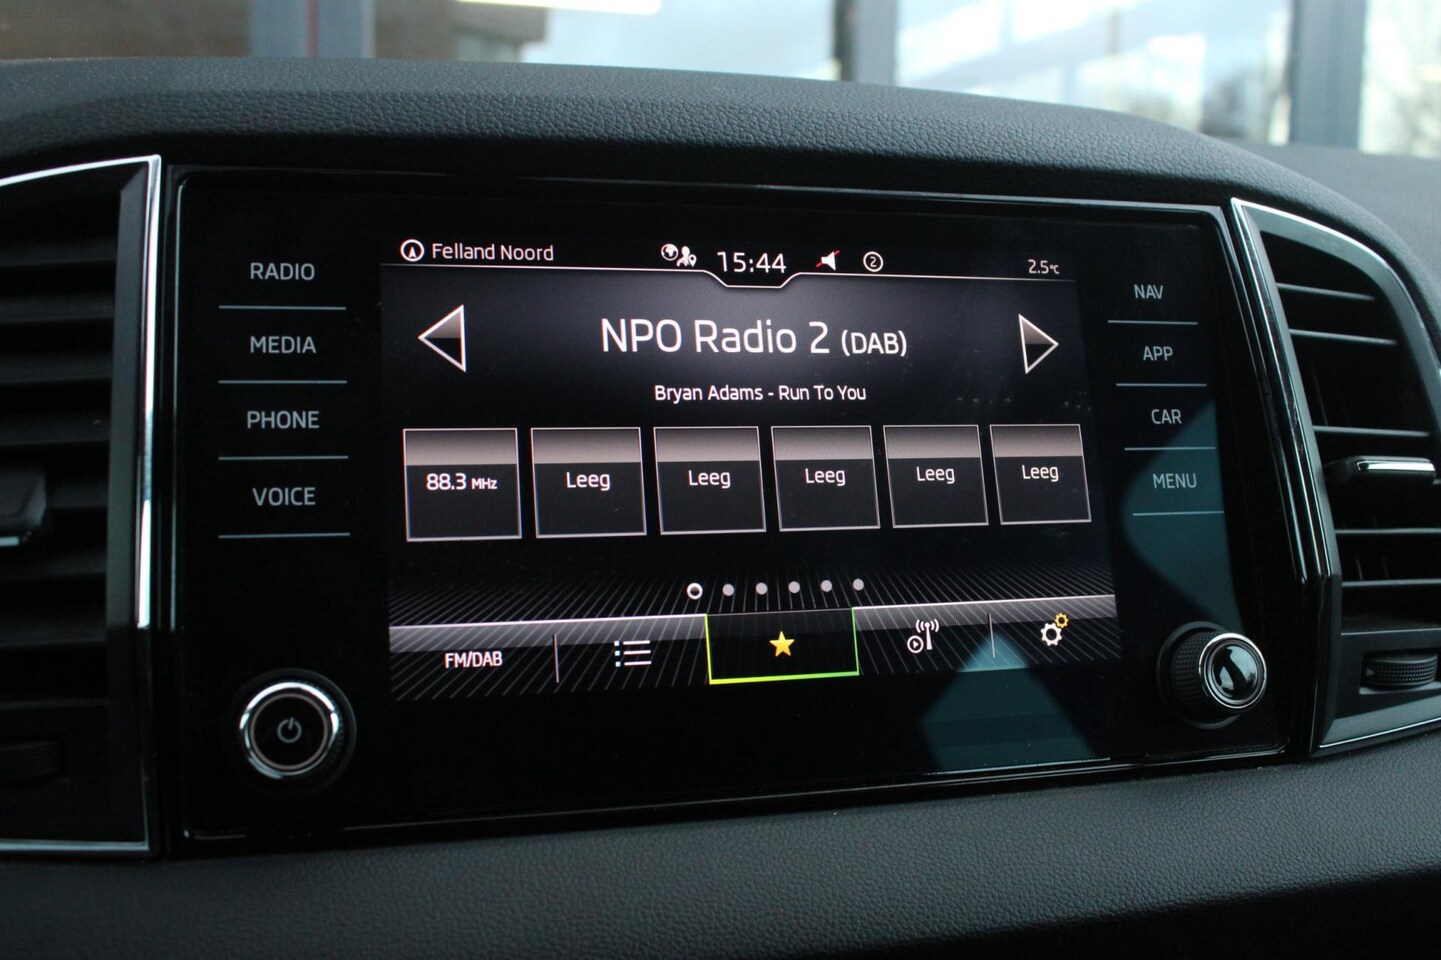 RADIO
MEDIA
PHONE
VOICE
Felland Noord
15:44
2
2.5°C
NPO Radio 2 (DAB)
Bryan Adams - Run To You
88.3 MHz
Leeg
Leeg
Leeg
Leeg
Leeg
FM/DAB
NAV
APP
CAR
MENU